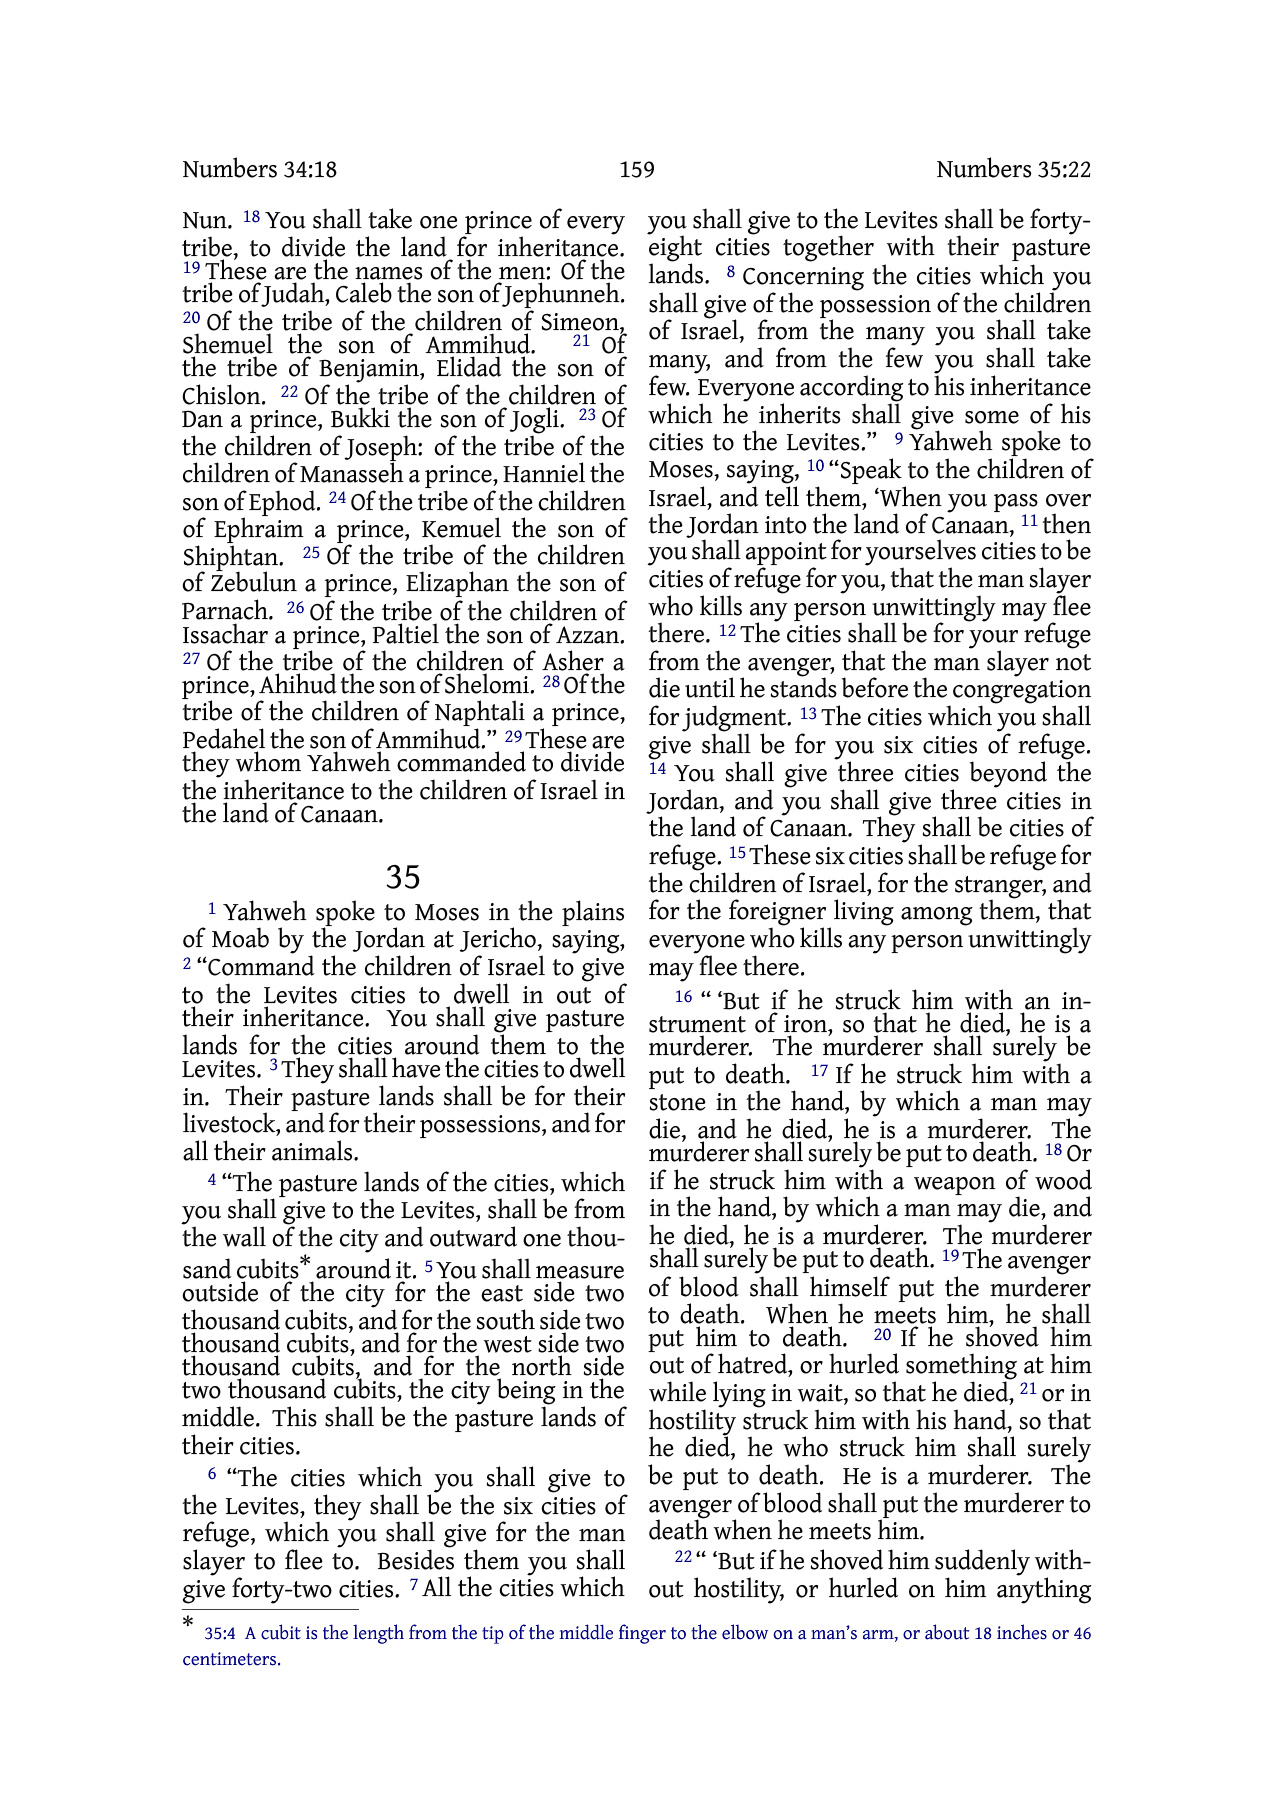 Numbers 34:18 159 Numbers 35:22
Nun. 18 You shall take one prince of every
tribe, to divide the land for inheritance.
19 These are the names of the men: Of the
tribe of Judah, Caleb the son of Jephunneh.
20 Of the tribe of the children of Simeon,
Shemuel the son of Ammihud. 21 Of
the tribe of Benjamin, Elidad the son of
Chislon. 22 Of the tribe of the children of
Dan a prince, Bukki the son of Jogli. 23 Of
the children of Joseph: of the tribe of the
children of Manasseh a prince, Hanniel the
son of Ephod. 24 Of the tribe of the children
of Ephraim a prince, Kemuel the son of
Shiphtan. 25 Of the tribe of the children
of Zebulun a prince, Elizaphan the son of
Parnach. 26 Of the tribe of the children of
Issachar a prince, Paltiel the son of Azzan.
27 Of the tribe of the children of Asher a
prince, Ahihud the son of Shelomi. 28 Of the
tribe of the children of Naphtali a prince,
Pedahel the son of Ammihud.” 29 These are
they whom Yahweh commanded to divide
the inheritance to the children of Israel in
the land of Canaan.
35
1 Yahweh spoke to Moses in the plains
of Moab by the Jordan at Jericho, saying,
2 “Command the children of Israel to give
to the Levites cities to dwell in out of
their inheritance. You shall give pasture
lands for the cities around them to the
Levites. 3 They shall have the cities to dwell
in. Their pasture lands shall be for their
livestock, and for their possessions, and for
all their animals.
4 “The pasture lands of the cities, which
you shall give to the Levites, shall be from
the wall of the city and outward one thou-
sand cubits* around it. 5 You shall measure
outside of the city for the east side two
thousand cubits, and for the south side two
thousand cubits, and for the west side two
thousand cubits, and for the north side
two thousand cubits, the city being in the
middle. This shall be the pasture lands of
their cities.
6 “The cities which you shall give to
the Levites, they shall be the six cities of
refuge, which you shall give for the man
slayer to flee to. Besides them you shall
give forty-two cities. 7 All the cities which
you shall give to the Levites shall be forty-
eight cities together with their pasture
lands. 8 Concerning the cities which you
shall give of the possession of the children
of Israel, from the many you shall take
many, and from the few you shall take
few. Everyone according to his inheritance
which he inherits shall give some of his
cities to the Levites.” 9 Yahweh spoke to
Moses, saying, 10 “Speak to the children of
Israel, and tell them, ‘When you pass over
the Jordan into the land of Canaan, 11 then
you shall appoint for yourselves cities to be
cities of refuge for you, that the man slayer
who kills any person unwittingly may flee
there. 12 The cities shall be for your refuge
from the avenger, that the man slayer not
die until he stands before the congregation
for judgment. 13 The cities which you shall
give shall be for you six cities of refuge.
14 You shall give three cities beyond the
Jordan, and you shall give three cities in
the land of Canaan. They shall be cities of
refuge. 15 These six cities shall be refuge for
the children of Israel, for the stranger, and
for the foreigner living among them, that
everyone who kills any person unwittingly
may flee there.
16 “ ‘But if he struck him with an in-
strument of iron, so that he died, he is a
murderer. The murderer shall surely be
put to death. 17 If he struck him with a
stone in the hand, by which a man may
die, and he died, he is a murderer. The
murderer shall surely be put to death. 18 Or
if he struck him with a weapon of wood
in the hand, by which a man may die, and
he died, he is a murderer. The murderer
shall surely be put to death. 19 The avenger
of blood shall himself put the murderer
to death. When he meets him, he shall
put him to death. 20 If he shoved him
out of hatred, or hurled something at him
while lying in wait, so that he died, 21 or in
hostility struck him with his hand, so that
he died, he who struck him shall surely
be put to death. He is a murderer. The
avenger of blood shall put the murderer to
death when he meets him.
22 “ ‘But if he shoved him suddenly with-
out hostility, or hurled on him anything
* 35:4 A cubit is the length from the tip of the middle finger to the elbow on a man’s arm, or about 18 inches or 46
centimeters.